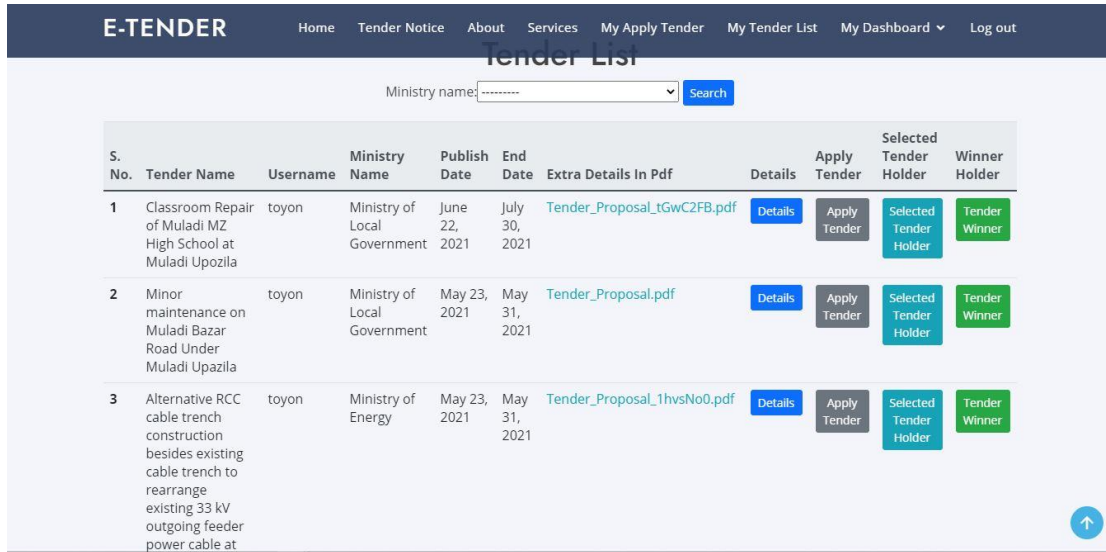 E-TENDER Home Tender Notice About Services My Apply Tender My Tender List My Dashboard Log out
Tender List
Ministry name: --------- Search
S. No. Tender Name Username Ministry Name Publish Date End Date Extra Details In Pdf Details Apply Tender Selected Tender Holder Winner Holder
1 Classroom Repair of Muladi MZ High School at Muladi Upozila toyon Ministry of Local Government June 22, 2021 July 30, 2021 Tender_Proposal_tGwC2FB.pdf Details Apply Tender Selected Tender Holder Tender Winner
2 Minor maintenance on Muladi Bazar Road Under Muladi Upazila toyon Ministry of Local Government May 23, 2021 May 31, 2021 Tender_Proposal.pdf Details Apply Tender Selected Tender Holder Tender Winner
3 Alternative RCC cable trench construction besides existing cable trench to rearrange existing 33 kV outgoing feeder power cable at toyon Ministry of Energy May 23, 2021 May 31, 2021 Tender_Proposal_1hvsNo0.pdf Details Apply Tender Selected Tender Holder Tender Winner